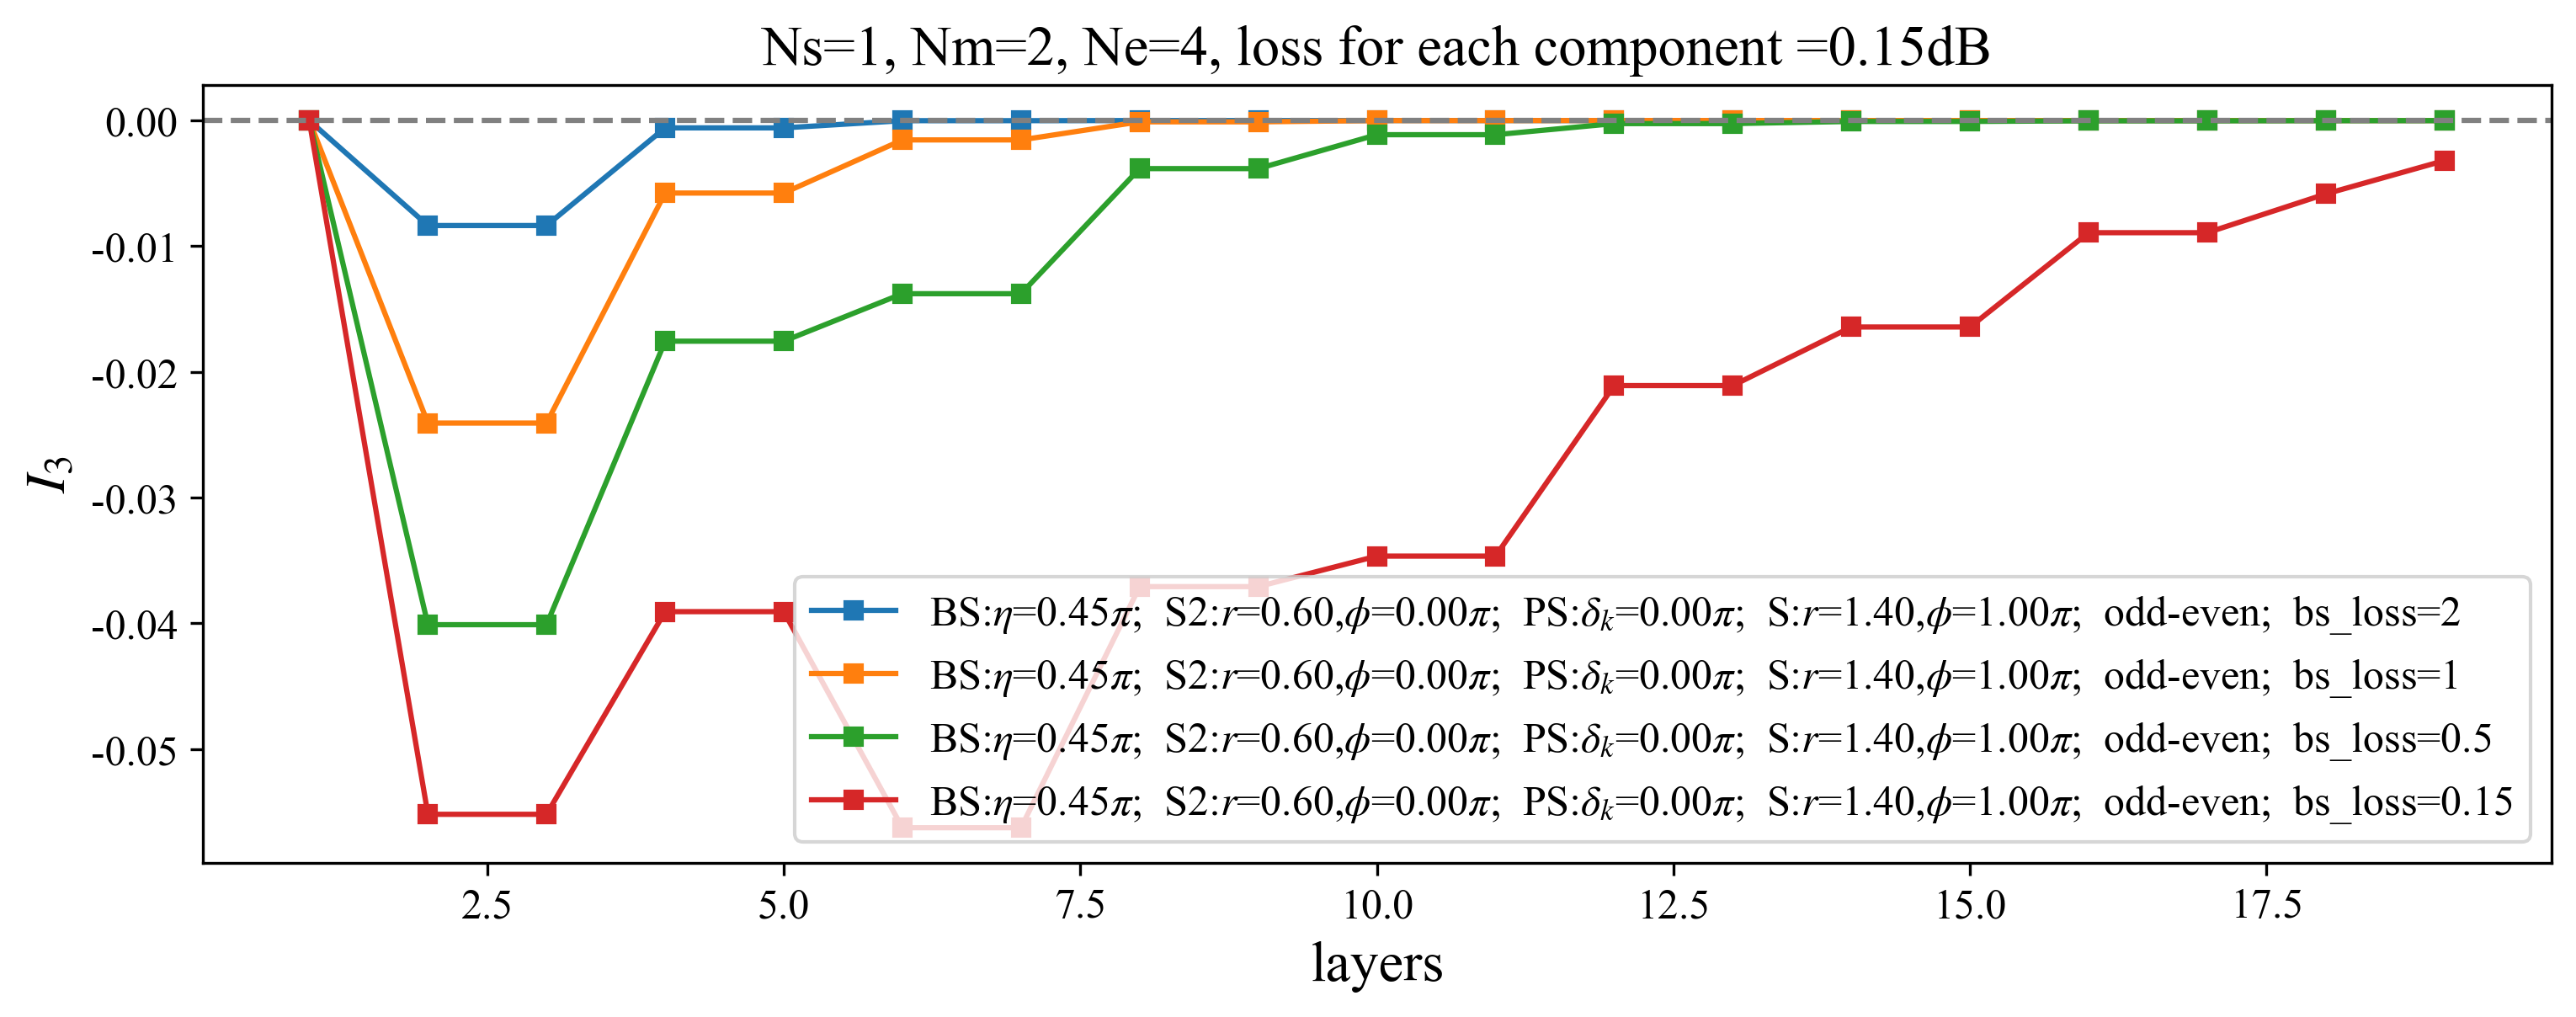 Ns=1, Nm=2, Ne=4, loss for each component =0.15dB
0.00
-0.01
-0.02
-0.03
-0.04
-0.05
I₃
BS:η=0.45π; S2:r=0.60,ϕ=0.00π; PS:δₖ=0.00π; S:r=1.40,ϕ=1.00π; odd-even; bs_loss=2
BS:η=0.45π; S2:r=0.60,ϕ=0.00π; PS:δₖ=0.00π; S:r=1.40,ϕ=1.00π; odd-even; bs_loss=1
BS:η=0.45π; S2:r=0.60,ϕ=0.00π; PS:δₖ=0.00π; S:r=1.40,ϕ=1.00π; odd-even; bs_loss=0.5
BS:η=0.45π; S2:r=0.60,ϕ=0.00π; PS:δₖ=0.00π; S:r=1.40,ϕ=1.00π; odd-even; bs_loss=0.15
2.5 5.0 7.5 10.0 12.5 15.0 17.5
layers